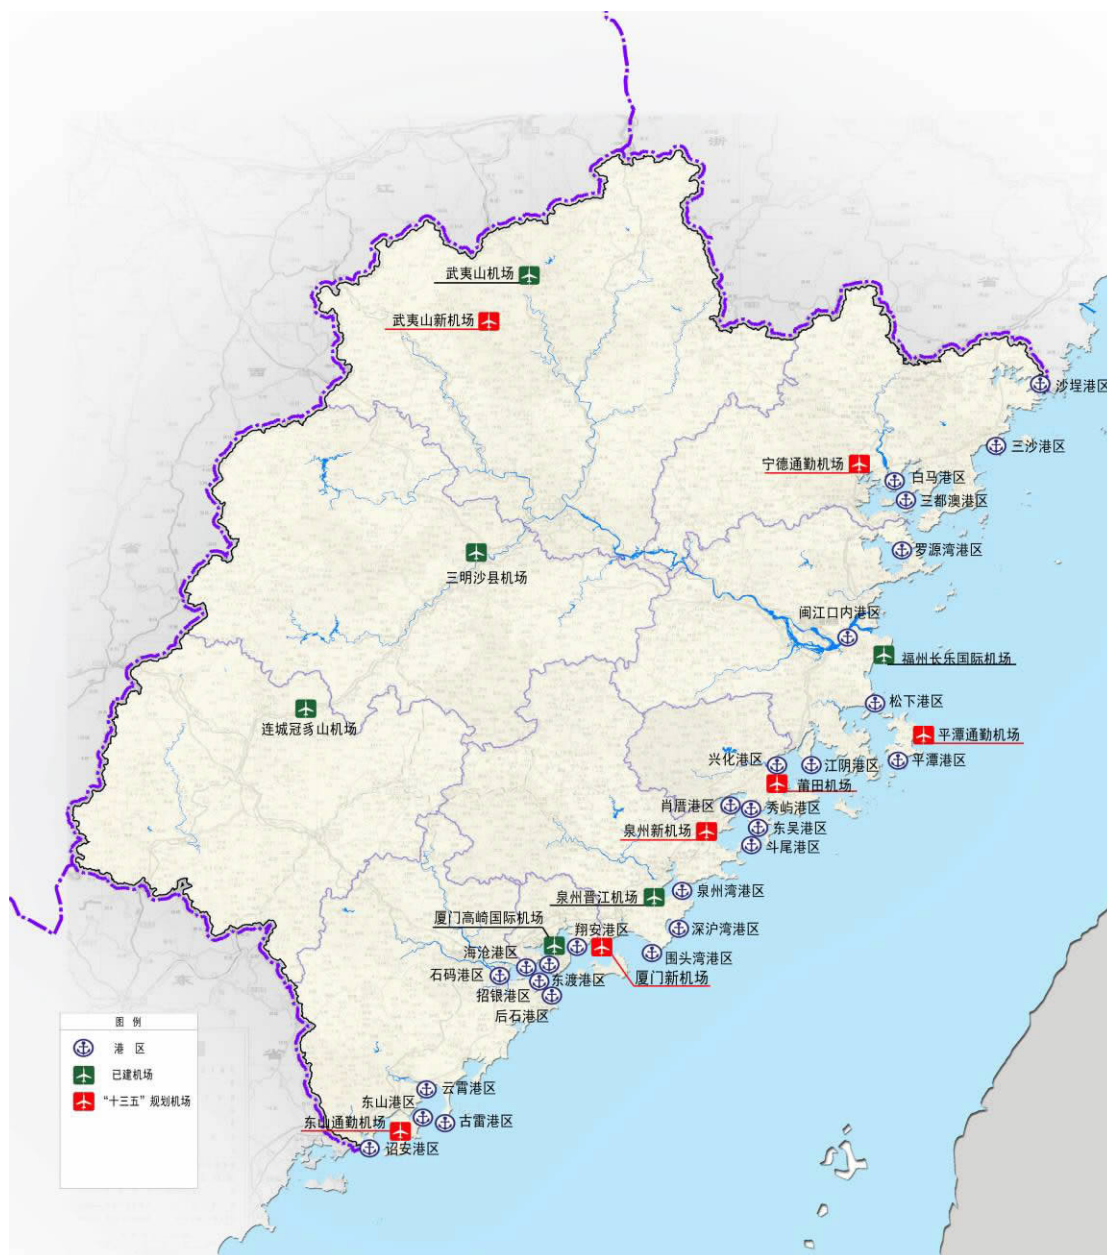 武夷山机场
武夷山新机场
沙埕港区
三沙港区
宁德通勤机场
白马港区
三都澳港区
罗源湾港区
三明沙县机场
闽江口内港区
福州长乐国际机场
松下港区
连城冠豸山机场
平潭通勤机场
兴化港区
江阴港区
平潭港区
莆田机场
肖厝港区
秀屿港区
东吴港区
泉州新机场
斗尾港区
泉州湾港区
泉州晋江机场
厦门高崎国际机场
翔安港区
深沪湾港区
海沧港区
围头湾港区
石码港区
东渡港区
厦门新机场
招银港区
后石港区
图 例
港 区
已建机场
“十三五”规划机场
云霄港区
东山港区
东山通勤机场
古雷港区
诏安港区